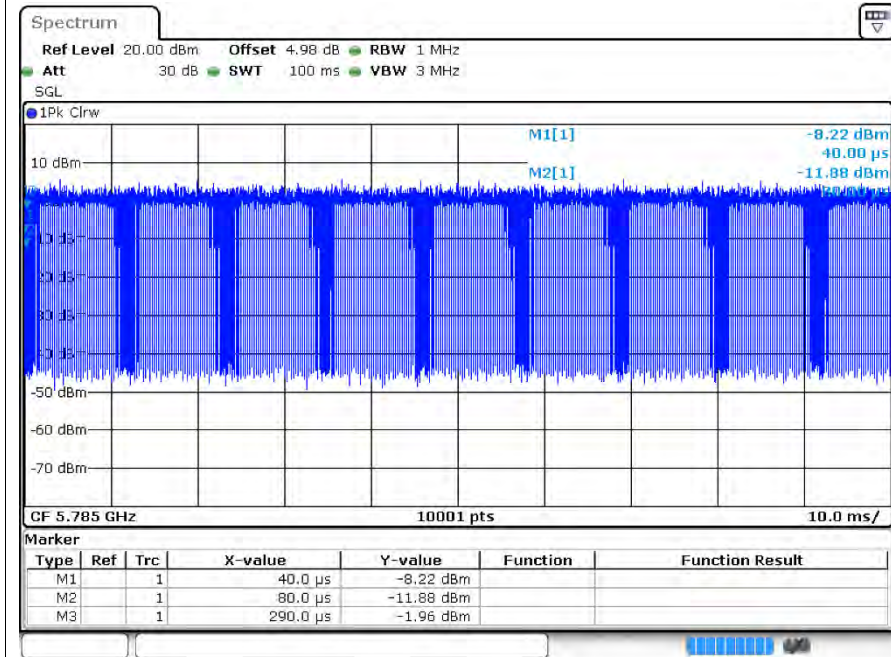 Spectrum
Ref Level 20.00 dBm Offset 4.98 dB RBW 1 MHz
Att 30 dB SWT 100 ms VBW 3 MHz
SGL
1Pk Clrw
M1[1] -8.22 dBm
40.00 µs
10 dBm
M2[1] -11.88 dBm
-50 dBm
-60 dBm
-70 dBm
CF 5.785 GHz 10001 pts 10.0 ms/
Marker
Type Ref Trc X-value Y-value Function Function Result
M1 1 40.0 µs -8.22 dBm
M2 1 80.0 µs -11.88 dBm
M3 1 290.0 µs -1.96 dBm